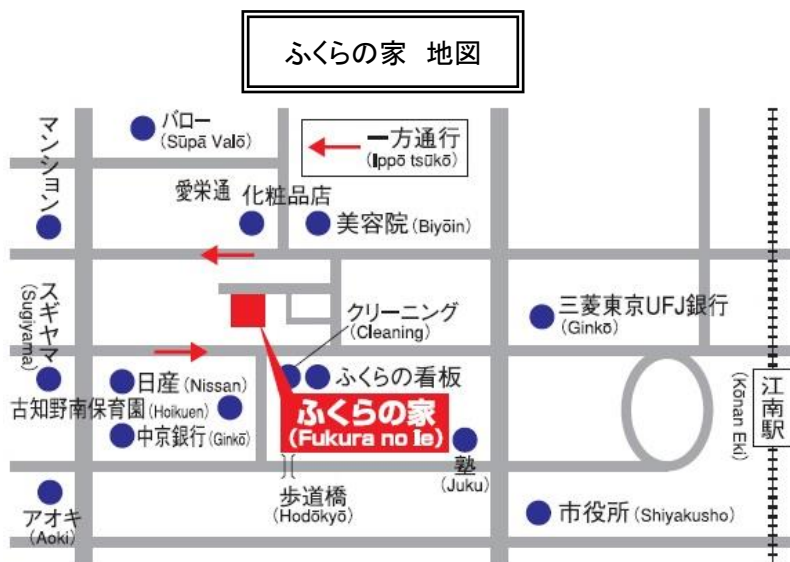 ふくらの家 地図
マンション
バロー
(Sūpā Valō)
一方通行
(Ippō tsūkō)
愛栄通
化粧品店
美容院 (Biyōin)
スギヤマ
(Sugiyama)
クリーニング
(Cleaning)
三菱東京UFJ銀行
(Ginkō)
日産 (Nissan)
ふくらの看板
古知野南保育園 (Hoikuen)
中京銀行 (Ginkō)
ふくらの家
(Fukura no Ie)
江南駅
(Kōnan Eki)
塾
(Juku)
歩道橋
(Hodōkyō)
アオキ
(Aoki)
市役所 (Shiyakusho)